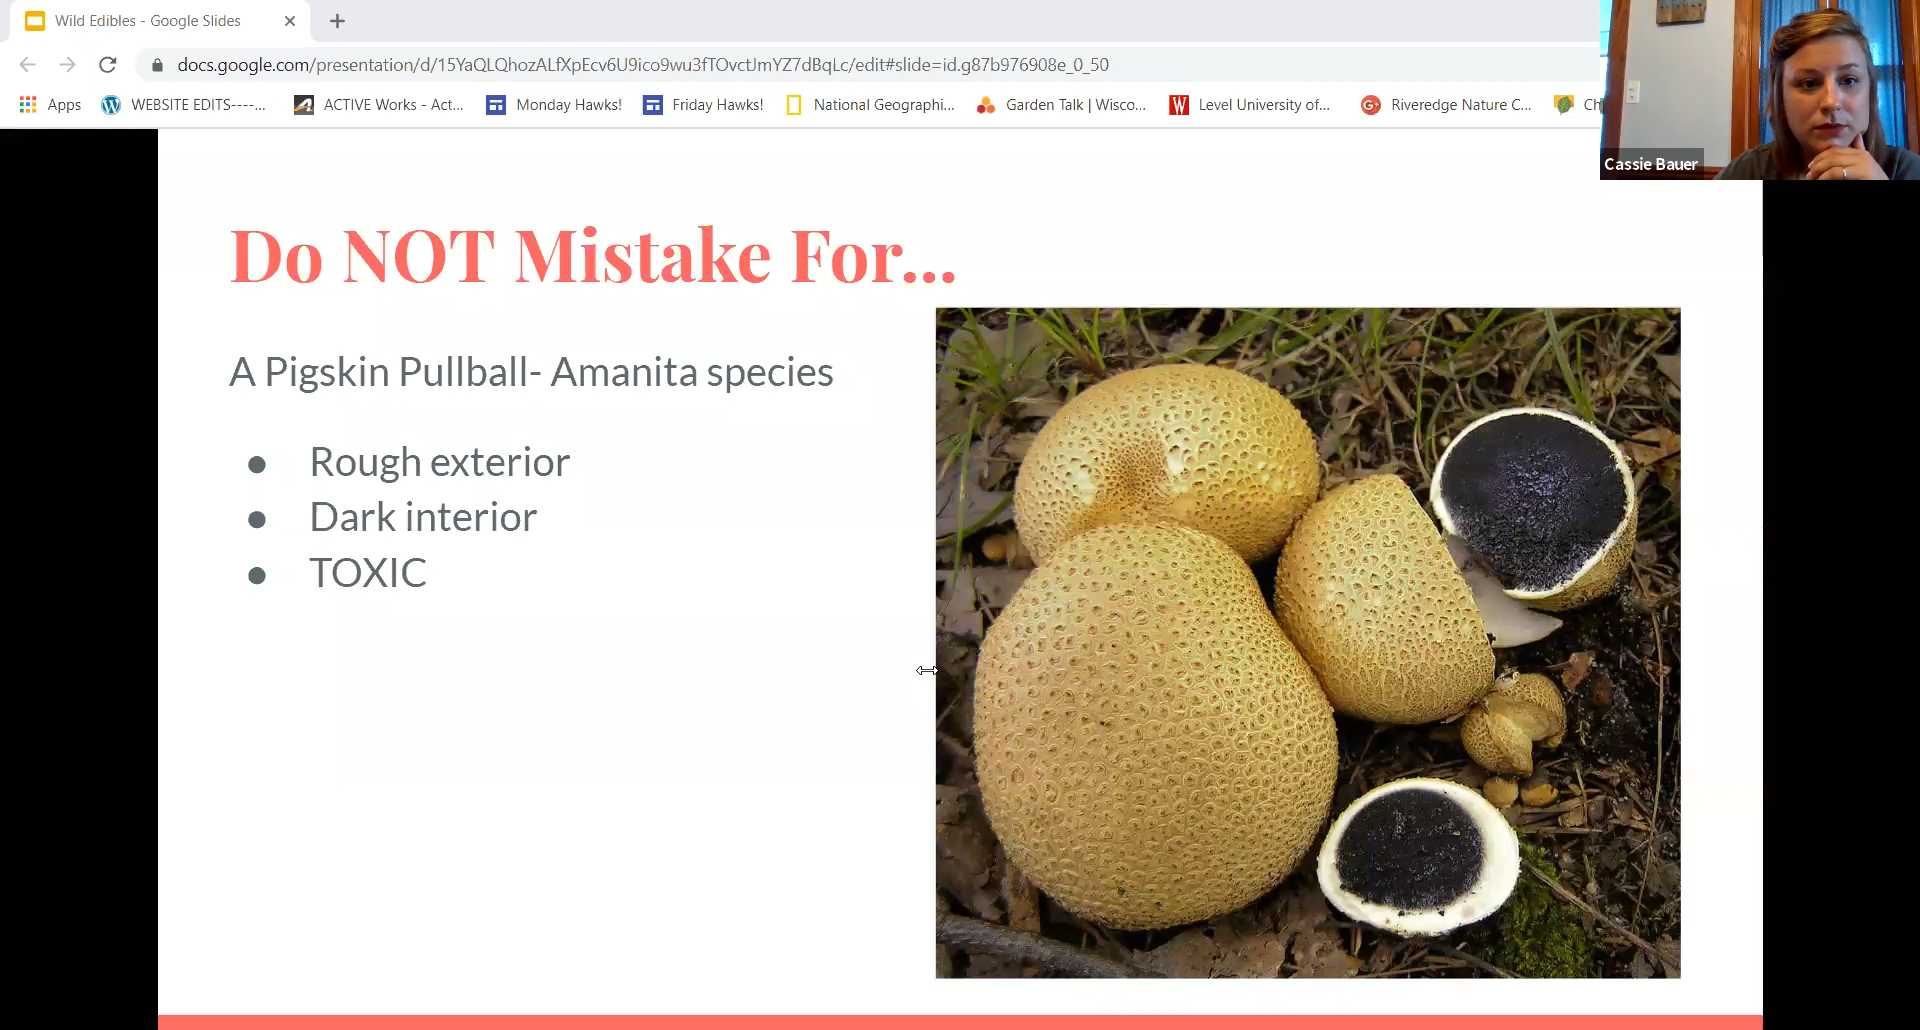 Wild Edibles - Google Slides
docs.google.com/presentation/d/15YaQLQhozALfXpEcv6U9ico9wu3fTOvctJmYZ7dBqLc/edit#slide=id.g87b976908e_0_50
Apps WEBSITE EDITS----... ACTIVE Works - Act... Monday Hawks! Friday Hawks! National Geographi... Garden Talk | Wisco... Level University of... Riveredge Nature C... Ch
Cassie Bauer
Do NOT Mistake For...
A Pigskin Pullball- Amanita species
● Rough exterior
● Dark interior
● TOXIC